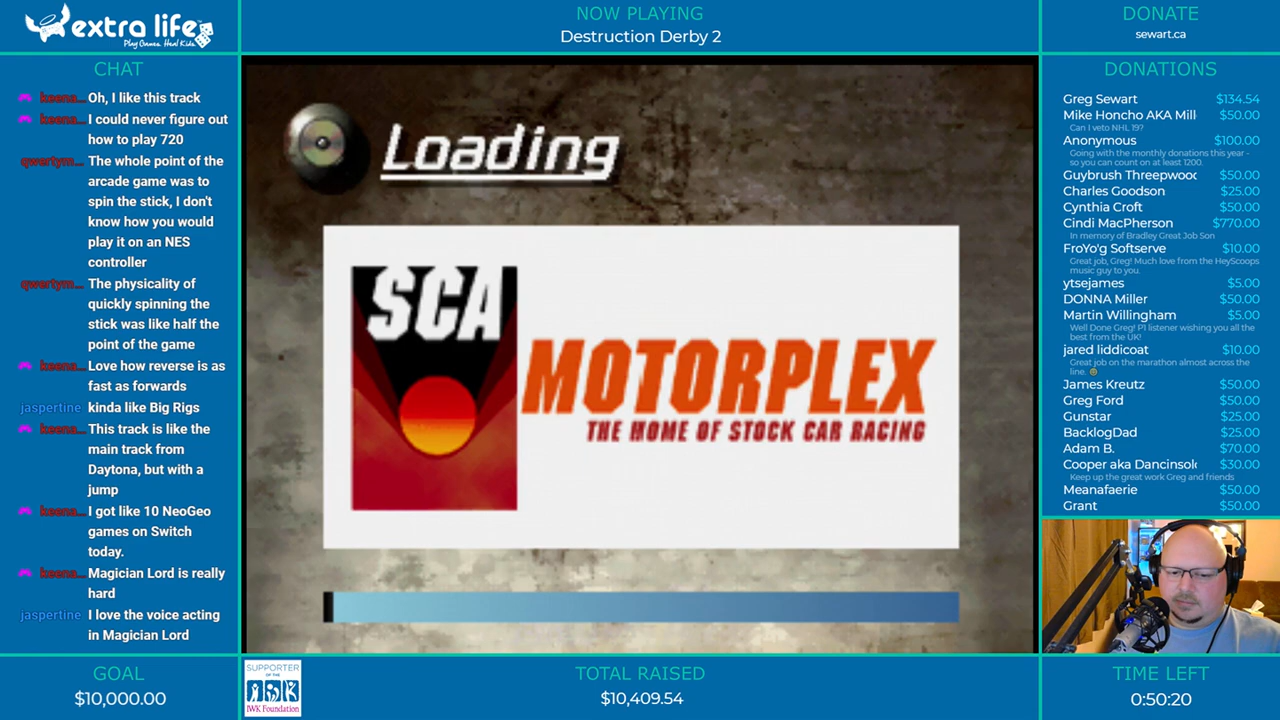 extra life
Play Games. Heal Kids.
NOW PLAYING
Destruction Derby 2
DONATE
sewart.ca
CHAT
keena... Oh, I like this track
keena... I could never figure out
how to play 720
qwertym... The whole point of the
arcade game was to
spin the stick, I don't
know how you would
play it on an NES
controller
qwertym... The physicality of
quickly spinning the
stick was like half the
point of the game
keena... Love how reverse is as
fast as forwards
jaspertine kinda like Big Rigs
keena... This track is like the
main track from
Daytona, but with a
jump
keena... I got like 10 NeoGeo
games on Switch
today.
keena... Magician Lord is really
hard
jaspertine I love the voice acting
in Magician Lord
Loading
SCA
MOTORPLEX
THE HOME OF STOCK CAR RACING
DONATIONS
Greg Sewart $134.54
Mike Honcho AKA Mill $50.00
Can I veto NHL 19?
Anonymous $100.00
Going with the monthly donations this year -
so you can count on at least 1200.
Guybrush Threepwood $50.00
Charles Goodson $25.00
Cynthia Croft $50.00
Cindi MacPherson $770.00
In memory of Bradley Great Job Son
FroYo'g Softserve $10.00
Great job, Greg! Much love from the HeyScoops
music guy to you.
ytsejames $5.00
DONNA Miller $50.00
Martin Willingham $5.00
Well Done Greg! P1 listener wishing you all the
best from the UK!
jared liddicoat $10.00
Great job on the marathon almost across the
line.
James Kreutz $50.00
Greg Ford $50.00
Gunstar $25.00
BacklogDad $25.00
Adam B. $70.00
Cooper aka Dancinsol $30.00
Keep up the great work Greg and friends
Meanafaerie $50.00
Grant $50.00
GOAL
$10,000.00
SUPPORTER
OF THE
IWK
IWK Foundation
TOTAL RAISED
$10,409.54
TIME LEFT
0:50:20